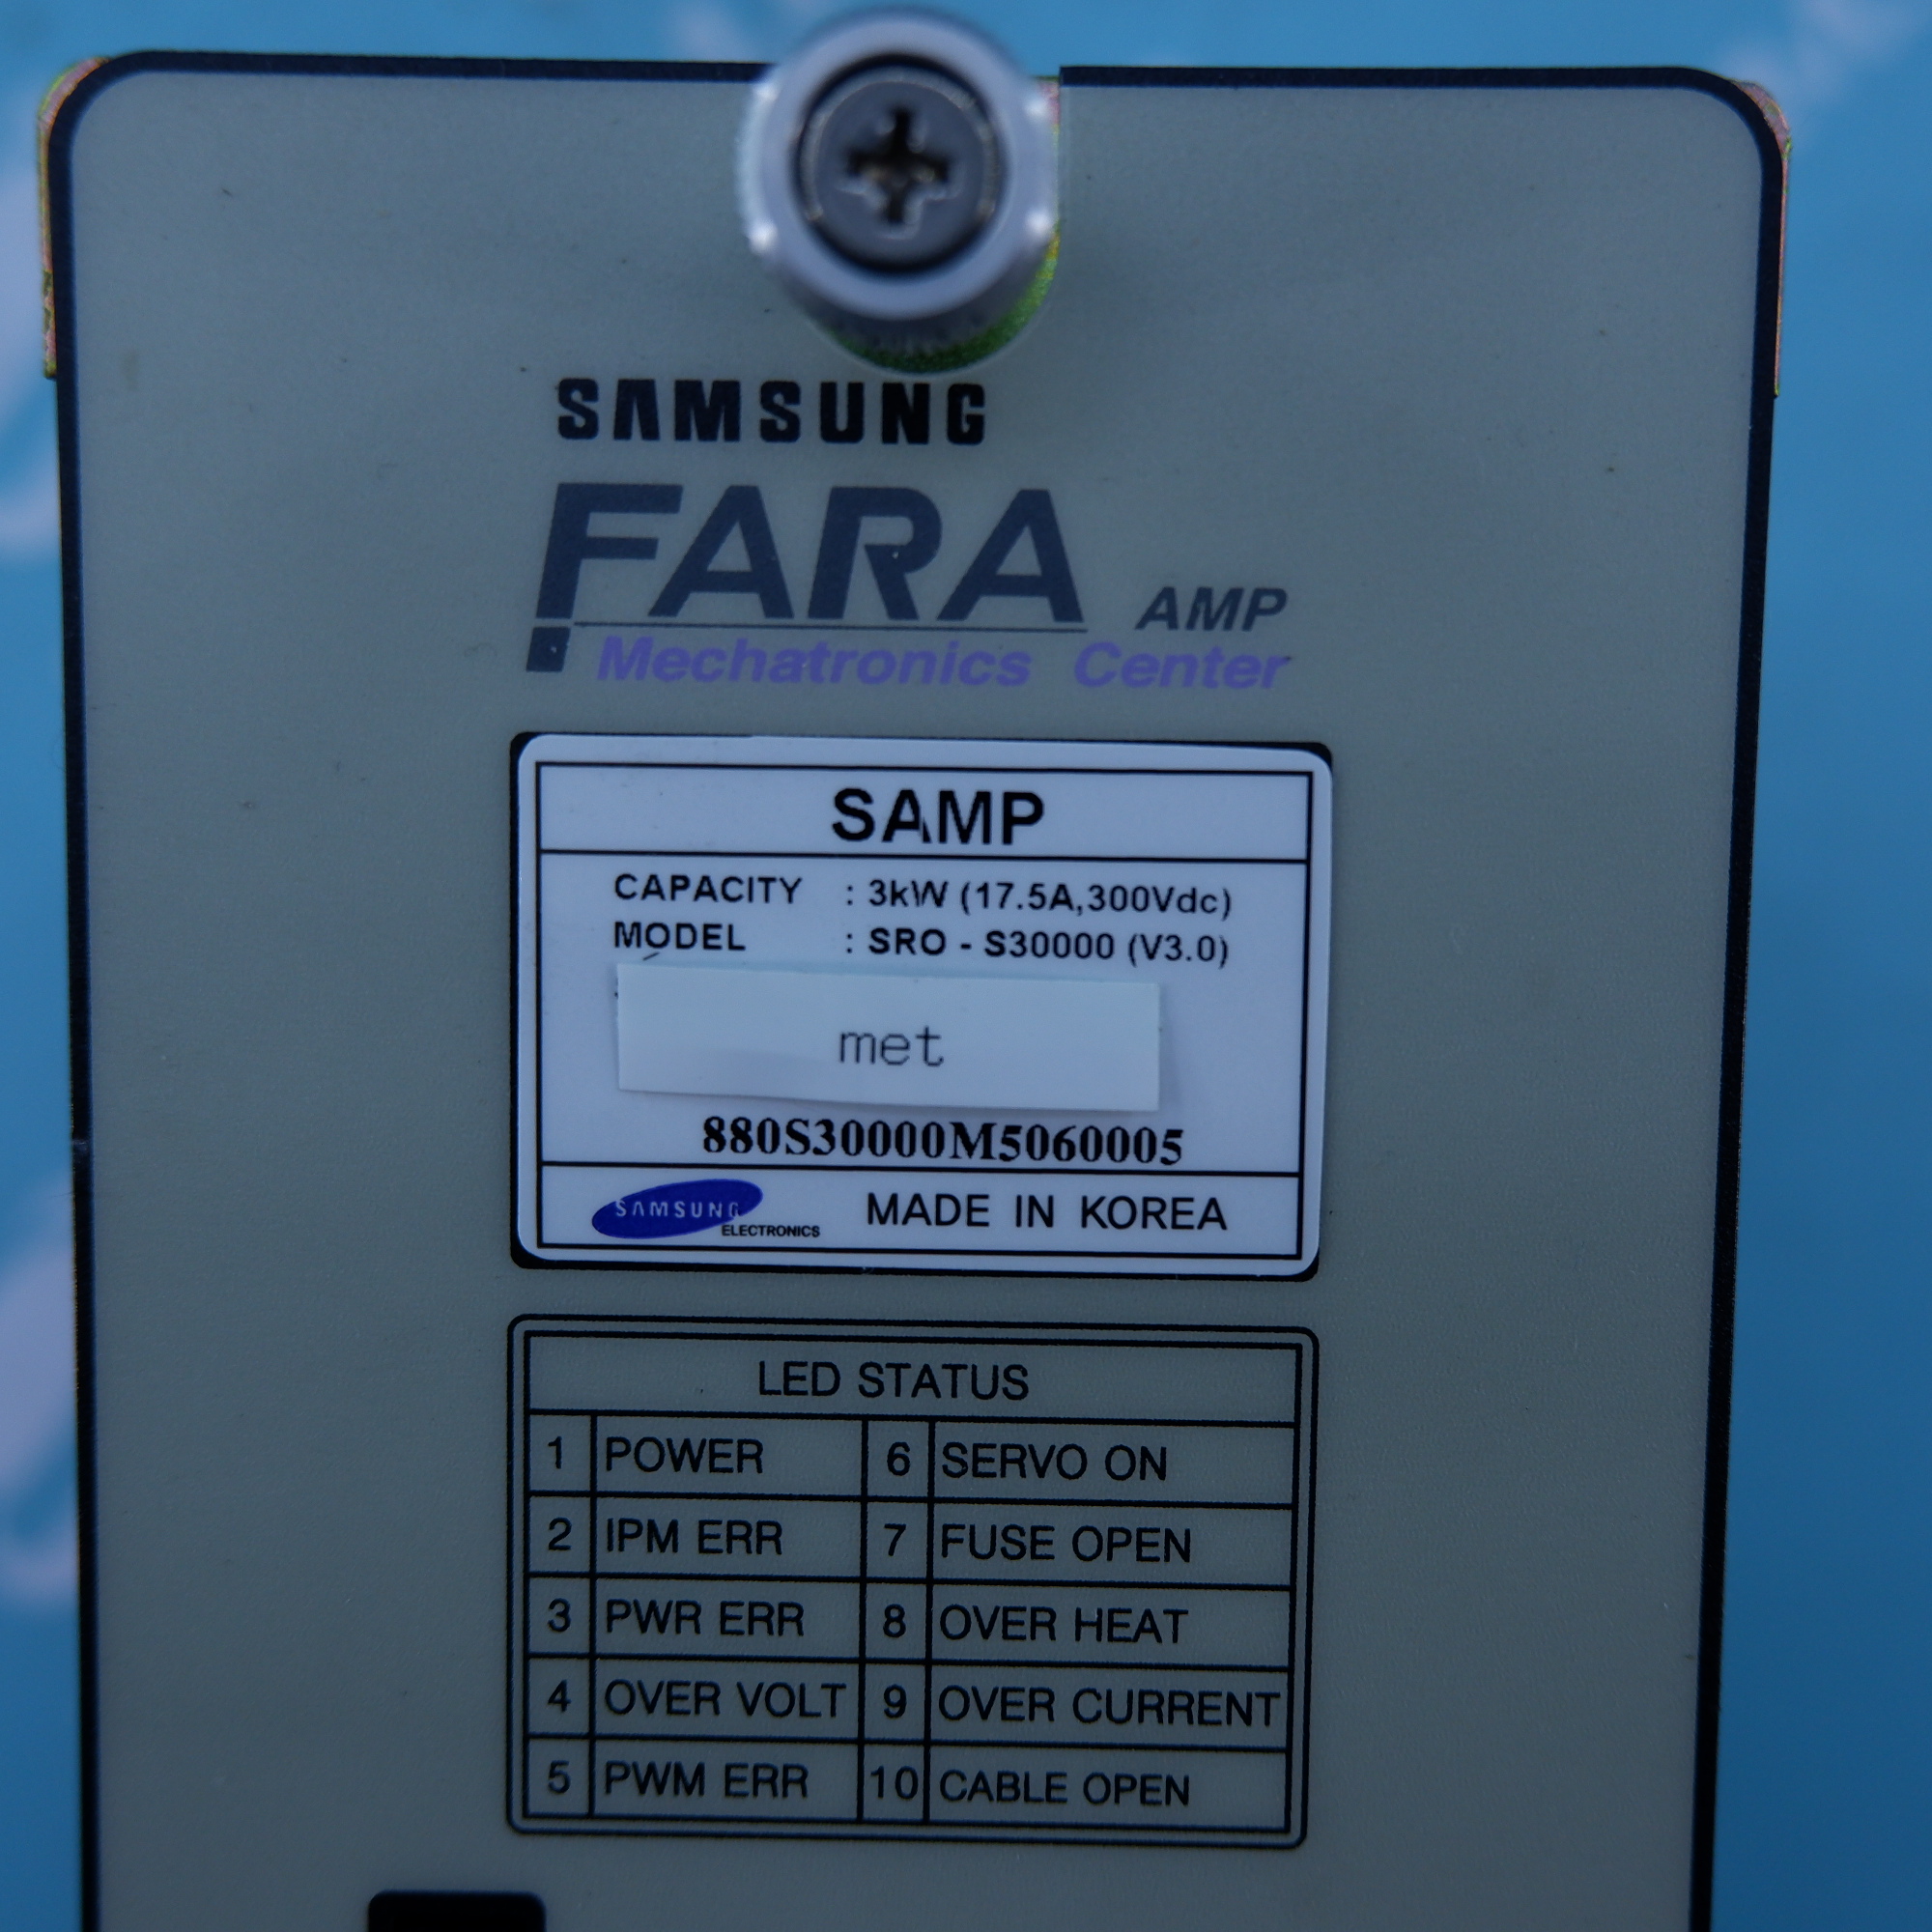 SAMSUNG
FARA AMP
Mechatronics Center
SAMP
CAPACITY : 3kW (17.5A,300Vdc)
MODEL : SRO - S30000 (V3.0)
met
880S30000M5060005
SAMSUNG
ELECTRONICS
MADE IN KOREA
LED STATUS
1 POWER 6 SERVO ON
2 IPM ERR 7 FUSE OPEN
3 PWR ERR 8 OVER HEAT
4 OVER VOLT 9 OVER CURRENT
5 PWM ERR 10 CABLE OPEN